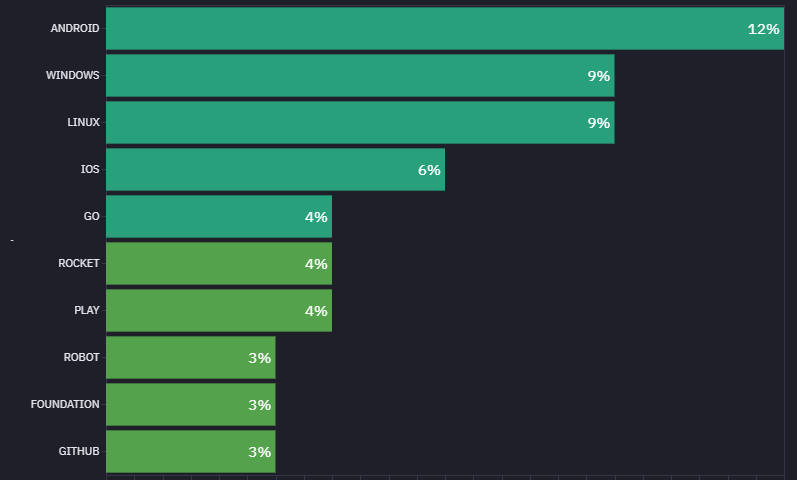 ANDROID 12%
WINDOWS 9%
LINUX 9%
IOS 6%
GO 4%
ROCKET 4%
PLAY 4%
ROBOT 3%
FOUNDATION 3%
GITHUB 3%